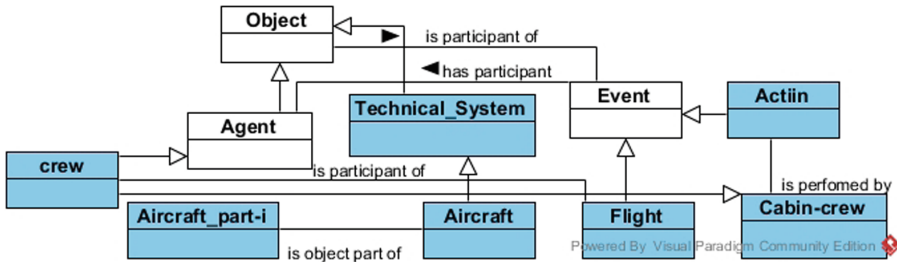 Object
is participant of
has participant
Technical_System
Event
Actiin
Agent
crew
is participant of
is perfomed by
Aircraft_part-i
Aircraft
Flight
Cabin-crew
is object part of
Powered By Visual Paradigm Community Edition